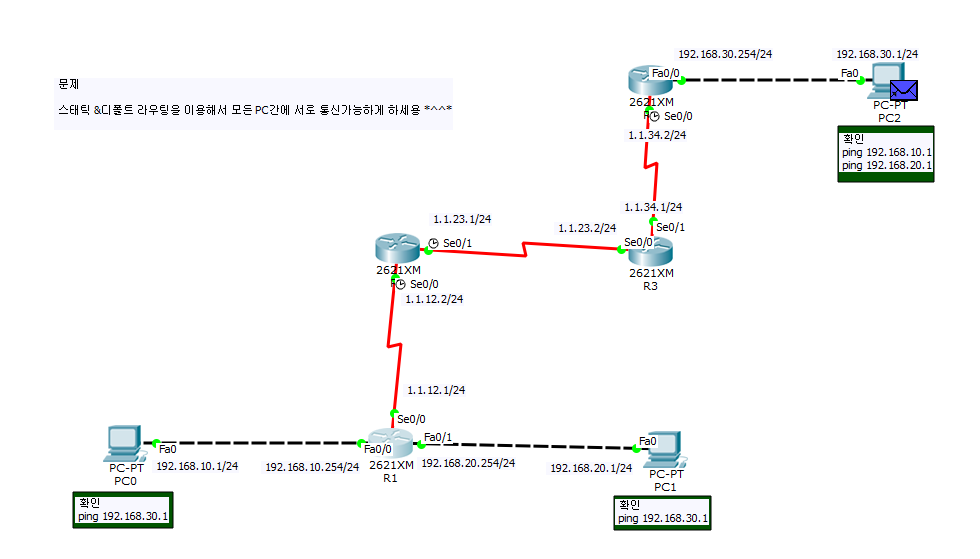 문제
스태틱 &디폴트 라우팅을 이용해서 모든 PC간에 서로 통신가능하게 하세용 *^^*
192.168.30.254/24
192.168.30.1/24
Fa0/0
Fa0
2621XM
Se0/0
1.1.34.2/24
PC-PT
PC2
확인
ping 192.168.10.1
ping 192.168.20.1
1.1.34.1/24
Se0/1
1.1.23.1/24
1.1.23.2/24
Se0/1
Se0/0
2621XM
2621XM
R3
Se0/0
1.1.12.2/24
1.1.12.1/24
Se0/0
Fa0
Fa0/0
Fa0/1
Fa0
PC-PT
PC0
192.168.10.1/24
192.168.10.254/24
2621XM
R1
192.168.20.254/24
192.168.20.1/24
PC-PT
PC1
확인
ping 192.168.30.1
확인
ping 192.168.30.1